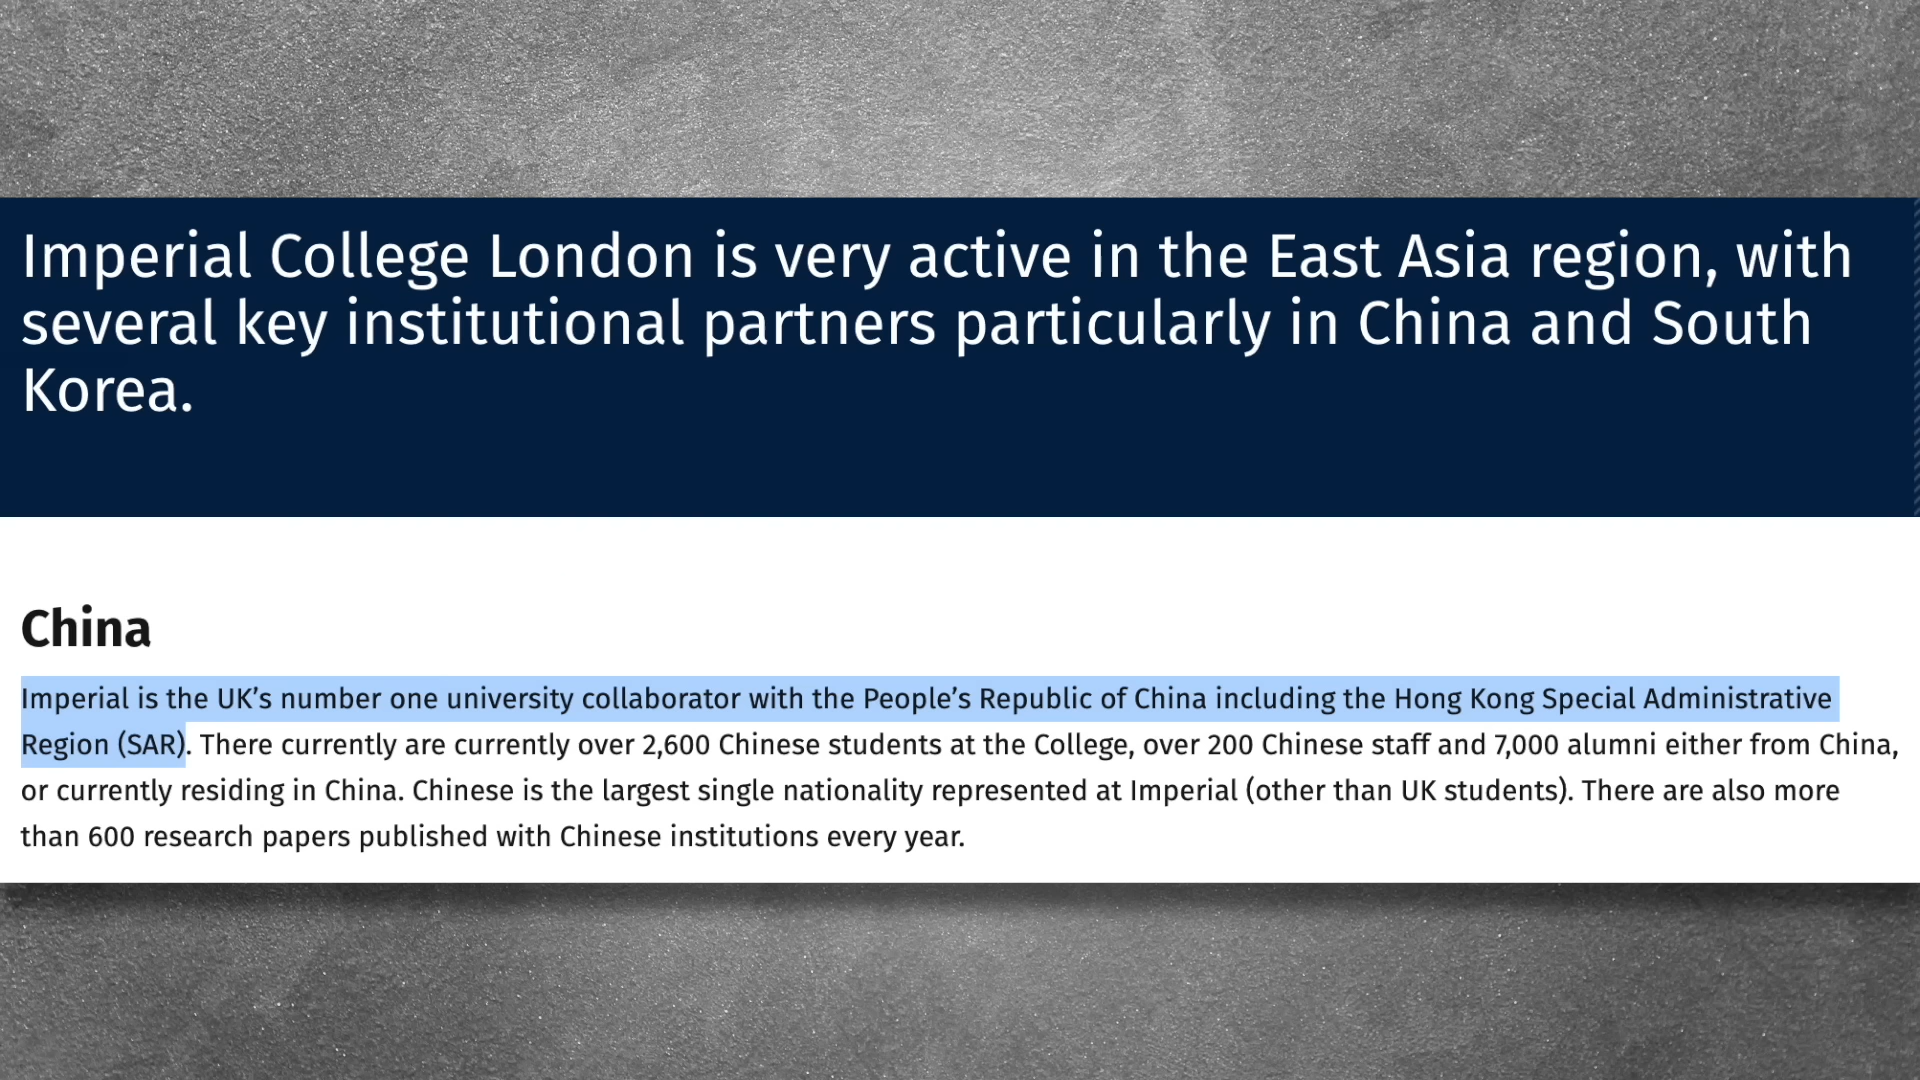 Imperial College London is very active in the East Asia region, with
several key institutional partners particularly in China and South
Korea.
China
Imperial is the UK’s number one university collaborator with the People’s Republic of China including the Hong Kong Special Administrative
Region (SAR). There currently are currently over 2,600 Chinese students at the College, over 200 Chinese staff and 7,000 alumni either from China,
or currently residing in China. Chinese is the largest single nationality represented at Imperial (other than UK students). There are also more
than 600 research papers published with Chinese institutions every year.